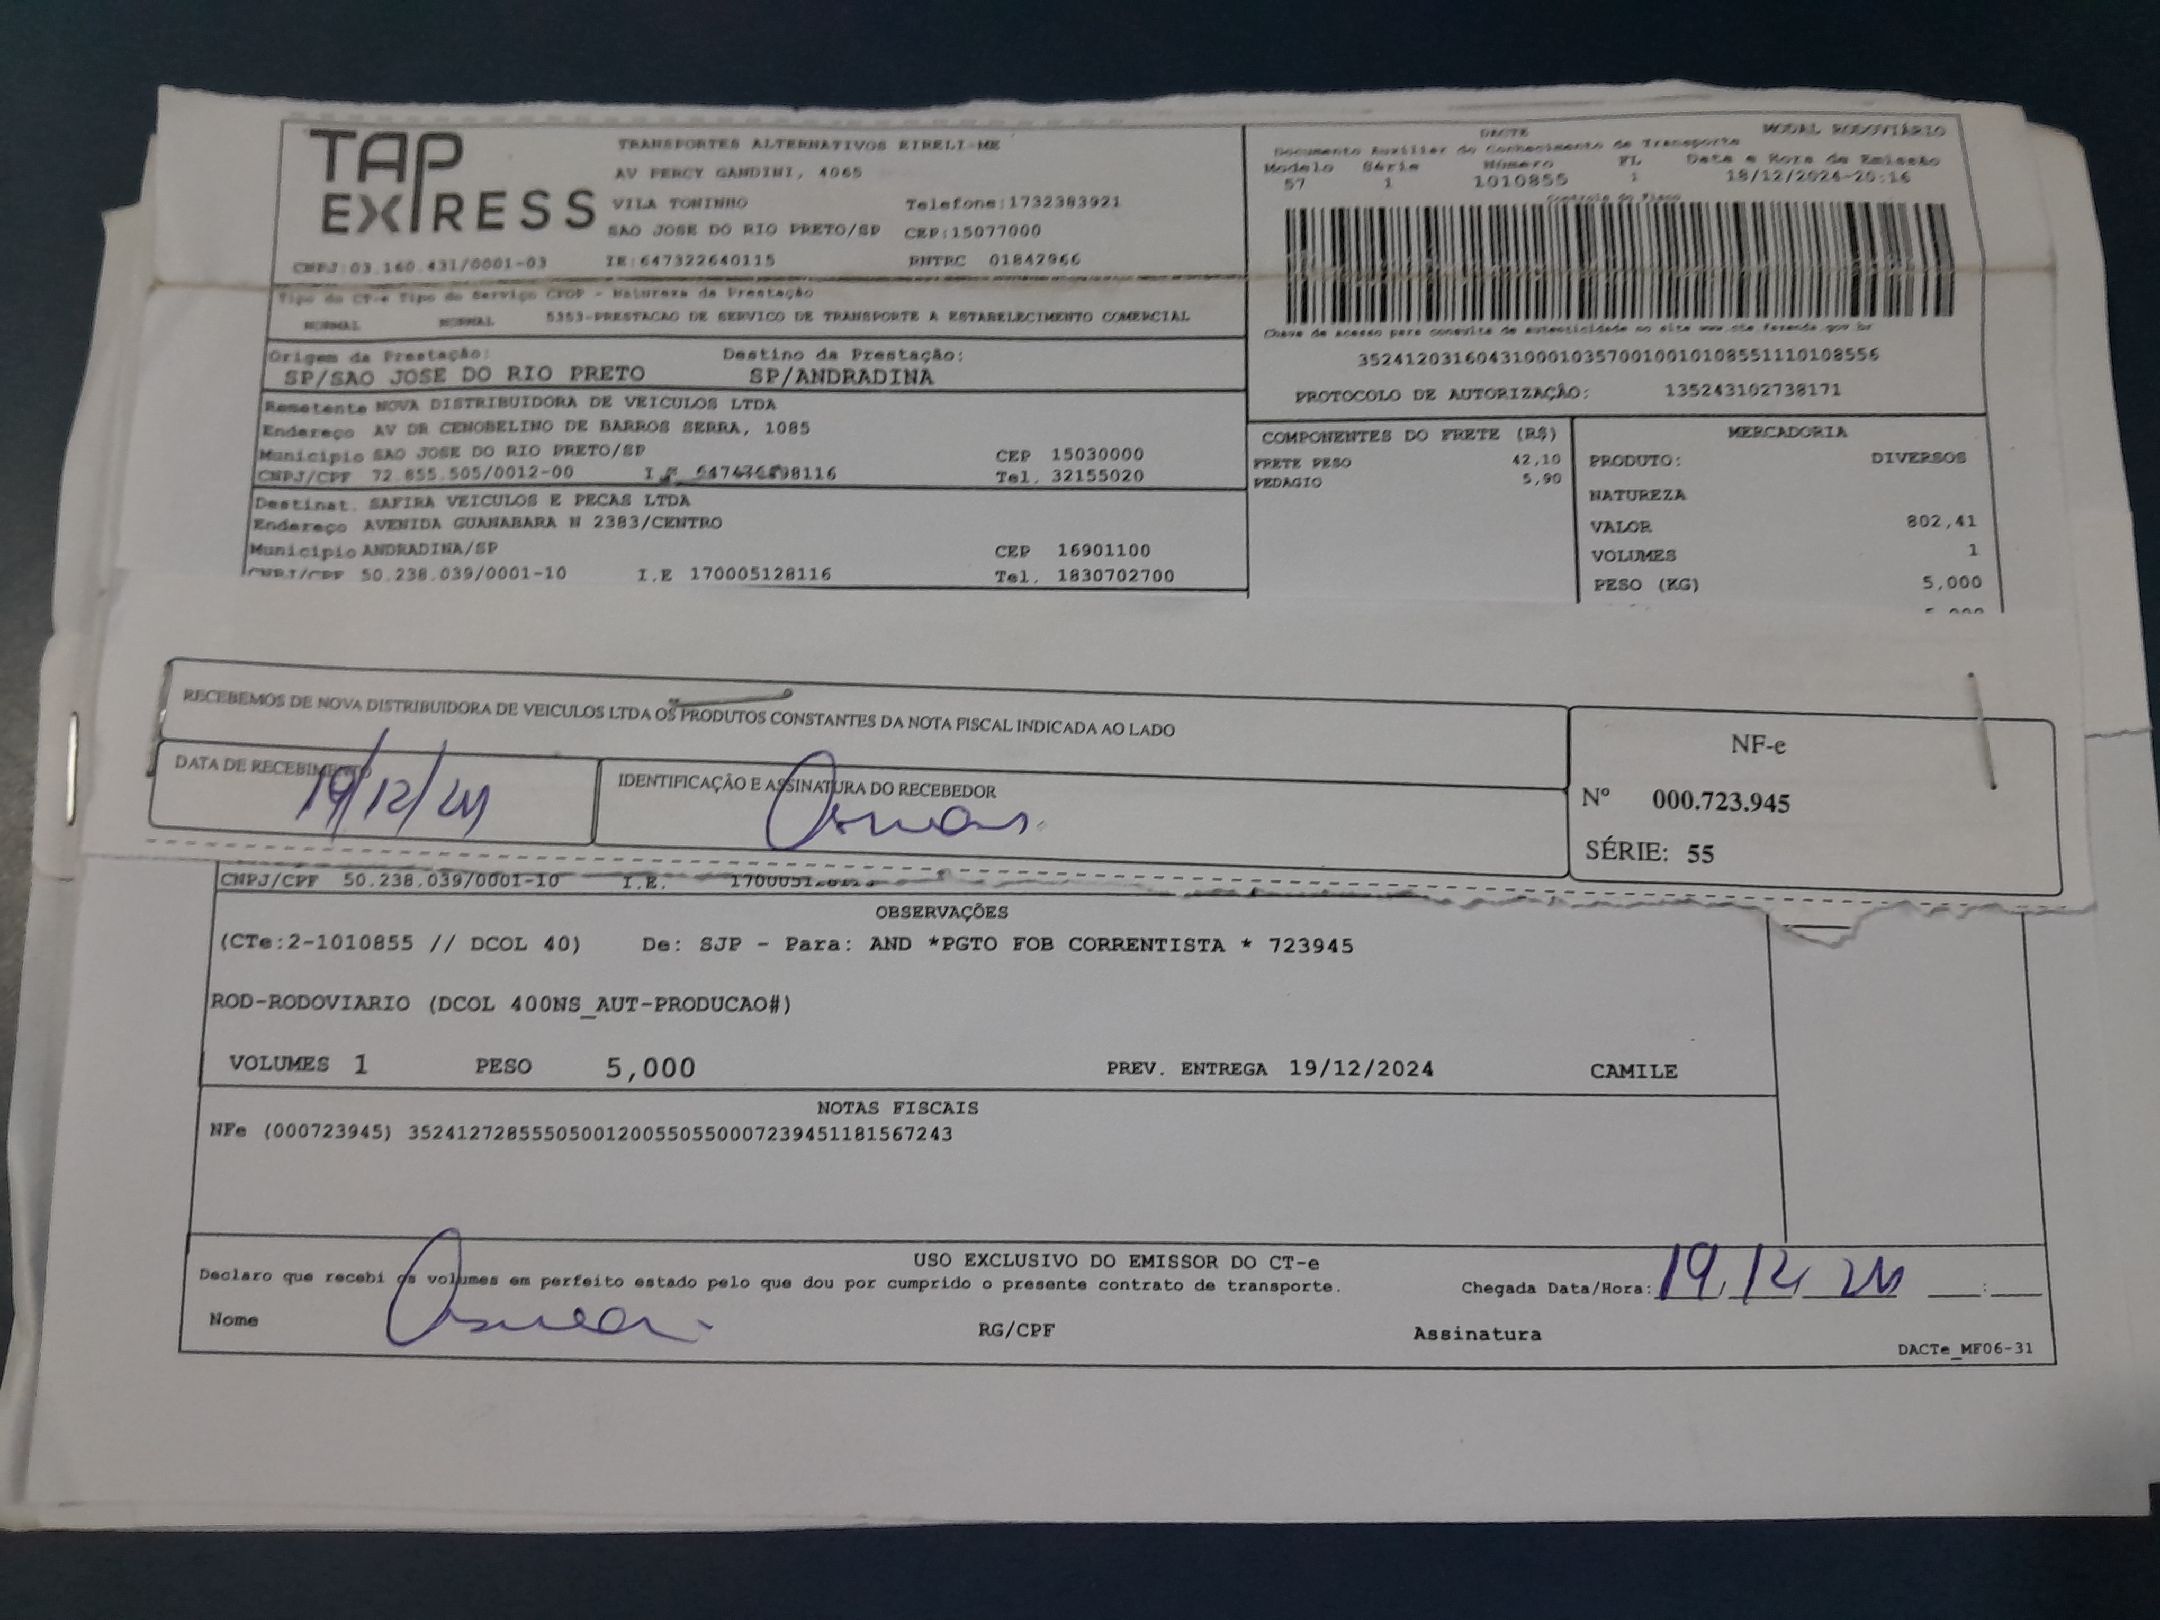 TAP
EXPRESS
TRANSPORTES ALTERNATIVOS EIRELI-ME
AV PERCY GANDINI, 4065
VILA TONINHO Telefone:1732383921
SAO JOSE DO RIO PRETO/SP CEP:15077000
CNPJ:03.160.431/0001-03 IE:647322640115 RNTRC 01842966
DACTE MODAL RODOVIÁRIO
Documento Auxiliar do Conhecimento de Transporte
Modelo Série Número FL Data e Hora de Emissão
57 1 1010855 1 18/12/2024-20:16
Controle do Fisco
Tipo do CT-e Tipo do Serviço CFOP - Natureza da Prestação
NORMAL NORMAL 5353-PRESTACAO DE SERVICO DE TRANSPORTE A ESTABELECIMENTO COMERCIAL
Chave de acesso para consulta de autenticidade no site www.cte.fazenda.gov.br
35241203160431000103570010010108551110108556
PROTOCOLO DE AUTORIZAÇÃO: 135243102738171
Origem da Prestação: Destino da Prestação:
SP/SAO JOSE DO RIO PRETO SP/ANDRADINA
Remetente NOVA DISTRIBUIDORA DE VEICULOS LTDA
Endereço AV DR CENOBELINO DE BARROS SERRA, 1085
Municipio SAO JOSE DO RIO PRETO/SP CEP 15030000
CNPJ/CPF 72.855.505/0012-00 Tel. 32155020
Destinat. SAFIRA VEICULOS E PECAS LTDA
Endereço AVENIDA GUANABARA N 2383/CENTRO
Municipio ANDRADINA/SP CEP 16901100
CNPJ/CPF 50.238.039/0001-10 I.E 170005128116 Tel. 1830702700
COMPONENTES DO FRETE (R$)
FRETE PESO 42,10
PEDAGIO 5,90
MERCADORIA
PRODUTO: DIVERSOS
NATUREZA
VALOR 802,41
VOLUMES 1
PESO (KG) 5,000
RECEBEMOS DE NOVA DISTRIBUIDORA DE VEICULOS LTDA OS PRODUTOS CONSTANTES DA NOTA FISCAL INDICADA AO LADO
DATA DE RECEBIMENTO
19/12/24
IDENTIFICAÇÃO E ASSINATURA DO RECEBEDOR
NF-e
Nº 000.723.945
SÉRIE: 55
CNPJ/CPF 50.238.039/0001-10 I.E.
OBSERVAÇÕES
(CTe:2-1010855 // DCOL 40) De: SJP - Para: AND *PGTO FOB CORRENTISTA * 723945
ROD-RODOVIARIO (DCOL 400NS_AUT-PRODUCAO#)
VOLUMES 1 PESO 5,000 PREV. ENTREGA 19/12/2024 CAMILE
NOTAS FISCAIS
NFe (000723945) 35241272855505001200550550007239451181567243
USO EXCLUSIVO DO EMISSOR DO CT-e
Declaro que recebi os volumes em perfeito estado pelo que dou por cumprido o presente contrato de transporte.
Chegada Data/Hora: 19, 12, 24 ___:___
Nome RG/CPF Assinatura
DACTe_MF06-31